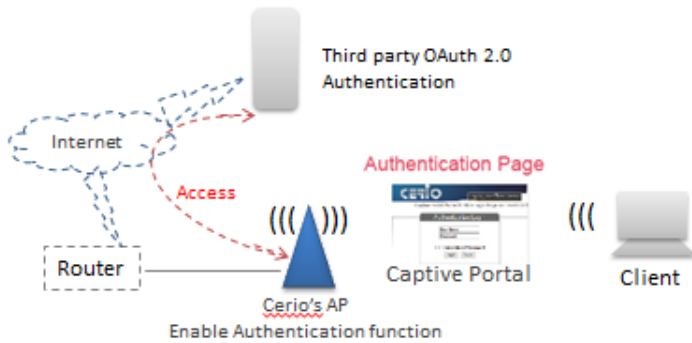 Third party OAuth 2.0
Authentication
Internet
Authentication Page
Access
CERIO
((( )))
(((
Router
Captive Portal
Client
Cerio's AP
Enable Authentication function